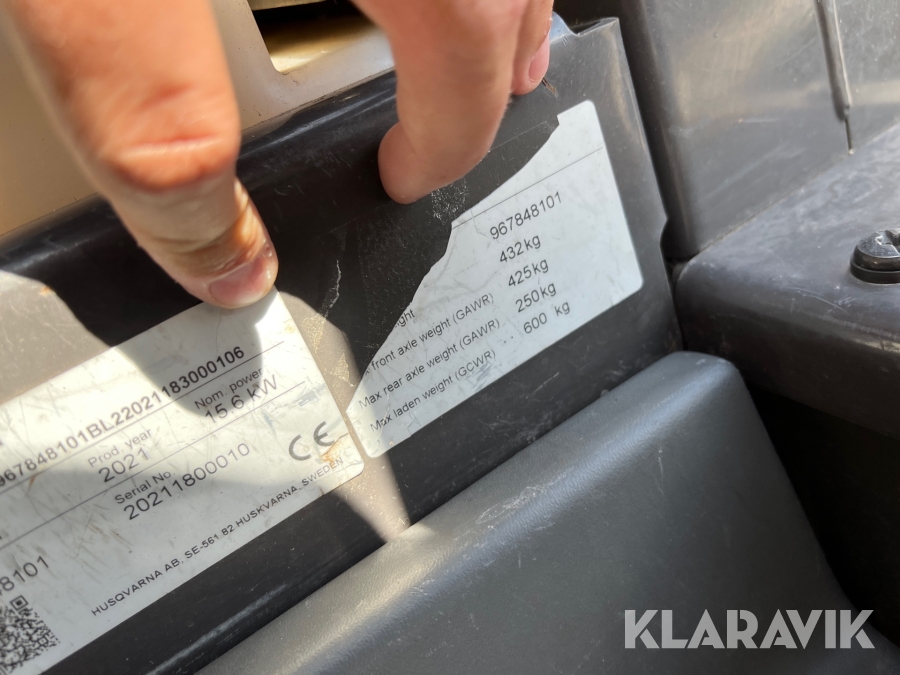 967848101BL22021183000106
Prod. year
Nom. power
2021
15.6 kW
Serial No
20211800010
CE
HUSQVARNA AB, SE-561 82 HUSKVARNA, SWEDEN
967848101
432kg
425kg
front axle weight (GAWR)
250kg
Max rear axle weight (GAWR)
600 kg
Max laden weight (GCWR)
KLARAVIK